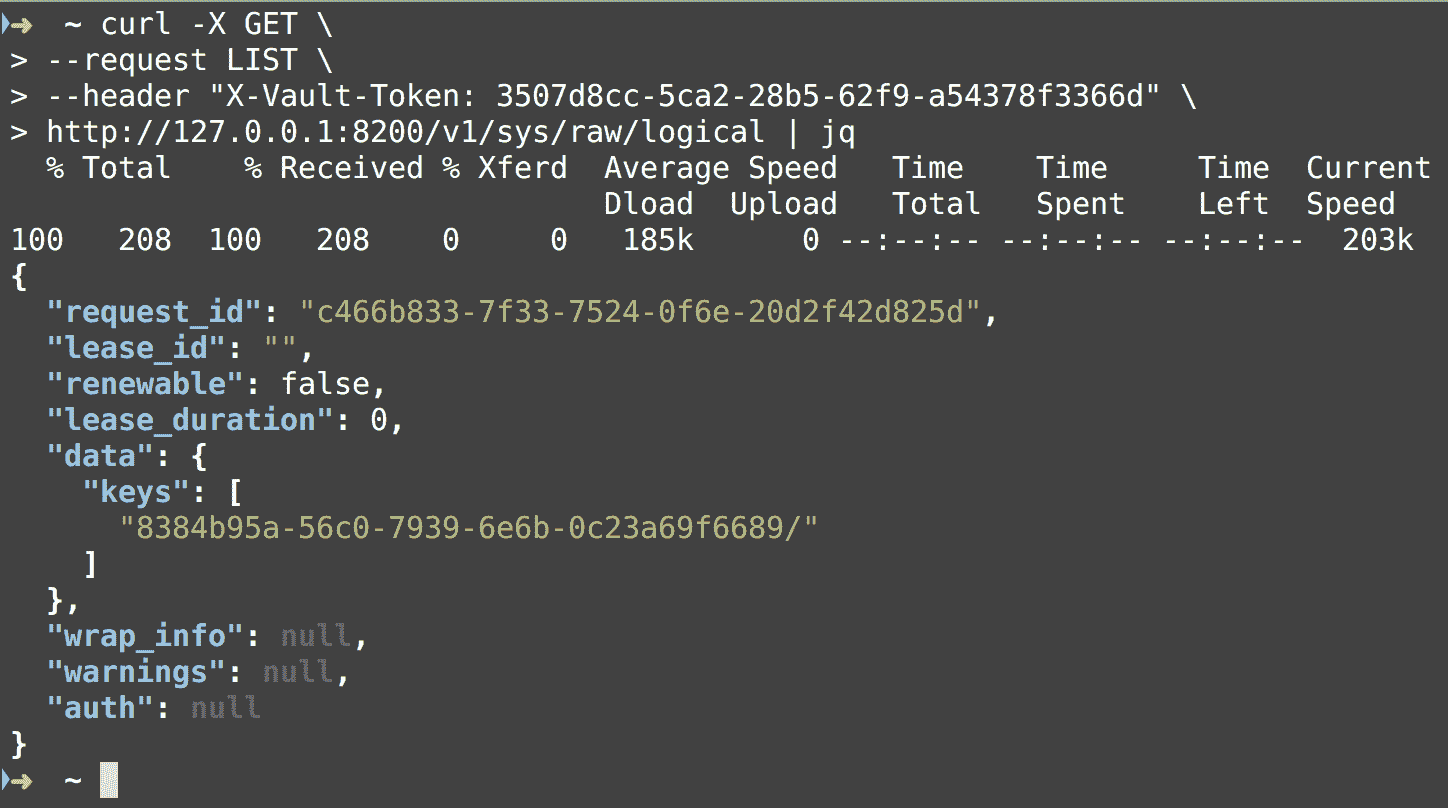 ➜  ~ curl -X GET \
> --request LIST \
> --header "X-Vault-Token: 3507d8cc-5ca2-28b5-62f9-a54378f3366d" \
> http://127.0.0.1:8200/v1/sys/raw/logical | jq
  % Total    % Received % Xferd  Average Speed   Time    Time     Time  Current
                                 Dload  Upload   Total   Spent    Left  Speed
100   208  100   208    0     0   185k      0 --:--:-- --:--:-- --:--:--  203k
{
  "request_id": "c466b833-7f33-7524-0f6e-20d2f42d825d",
  "lease_id": "",
  "renewable": false,
  "lease_duration": 0,
  "data": {
    "keys": [
      "8384b95a-56c0-7939-6e6b-0c23a69f6689/"
    ]
  },
  "wrap_info": null,
  "warnings": null,
  "auth": null
}
➜  ~